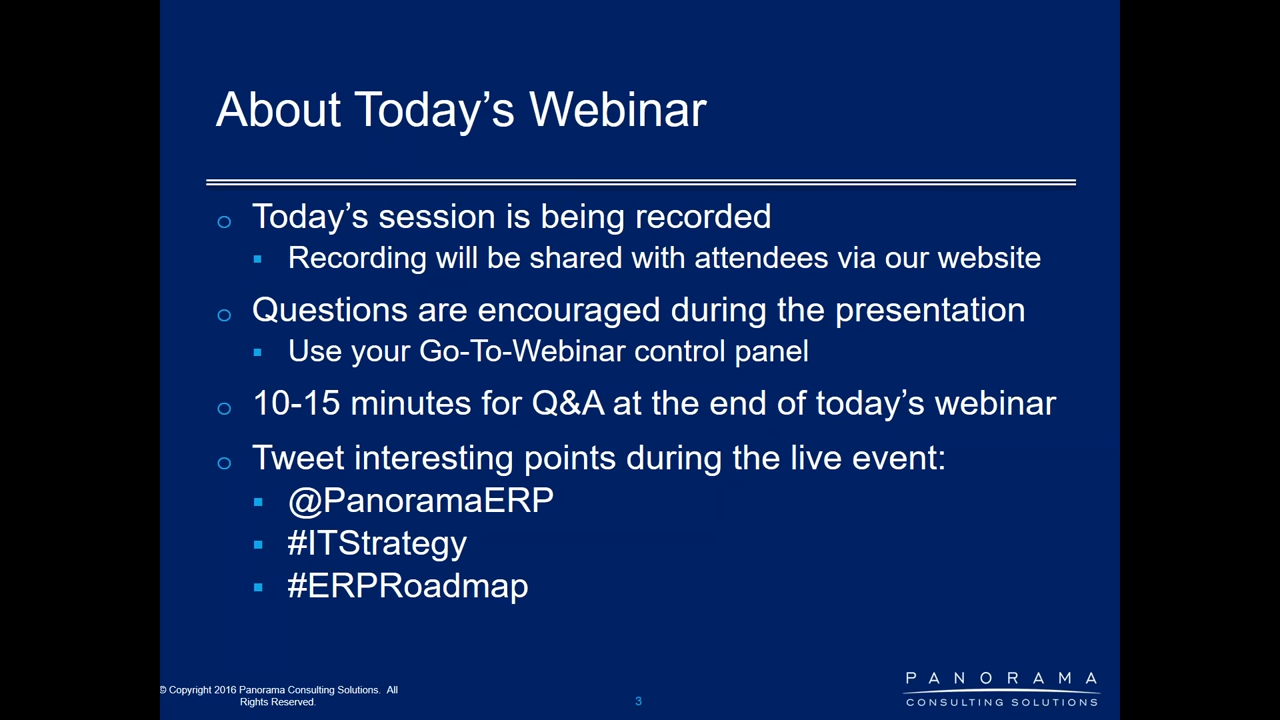 About Today’s Webinar
Today’s session is being recorded
Recording will be shared with attendees via our website
Questions are encouraged during the presentation
Use your Go-To-Webinar control panel
10-15 minutes for Q&A at the end of today’s webinar
Tweet interesting points during the live event:
@PanoramaERP
#ITStrategy
#ERPRoadmap
© Copyright 2016 Panorama Consulting Solutions. All
Rights Reserved.
3
PANORAMA
CONSULTING SOLUTIONS